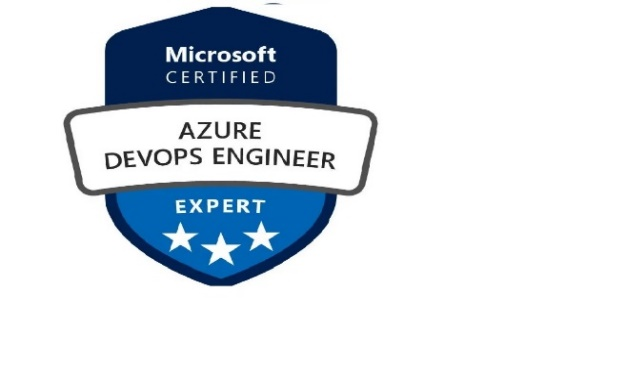 Microsoft
CERTIFIED
AZURE
DEVOPS ENGINEER
EXPERT